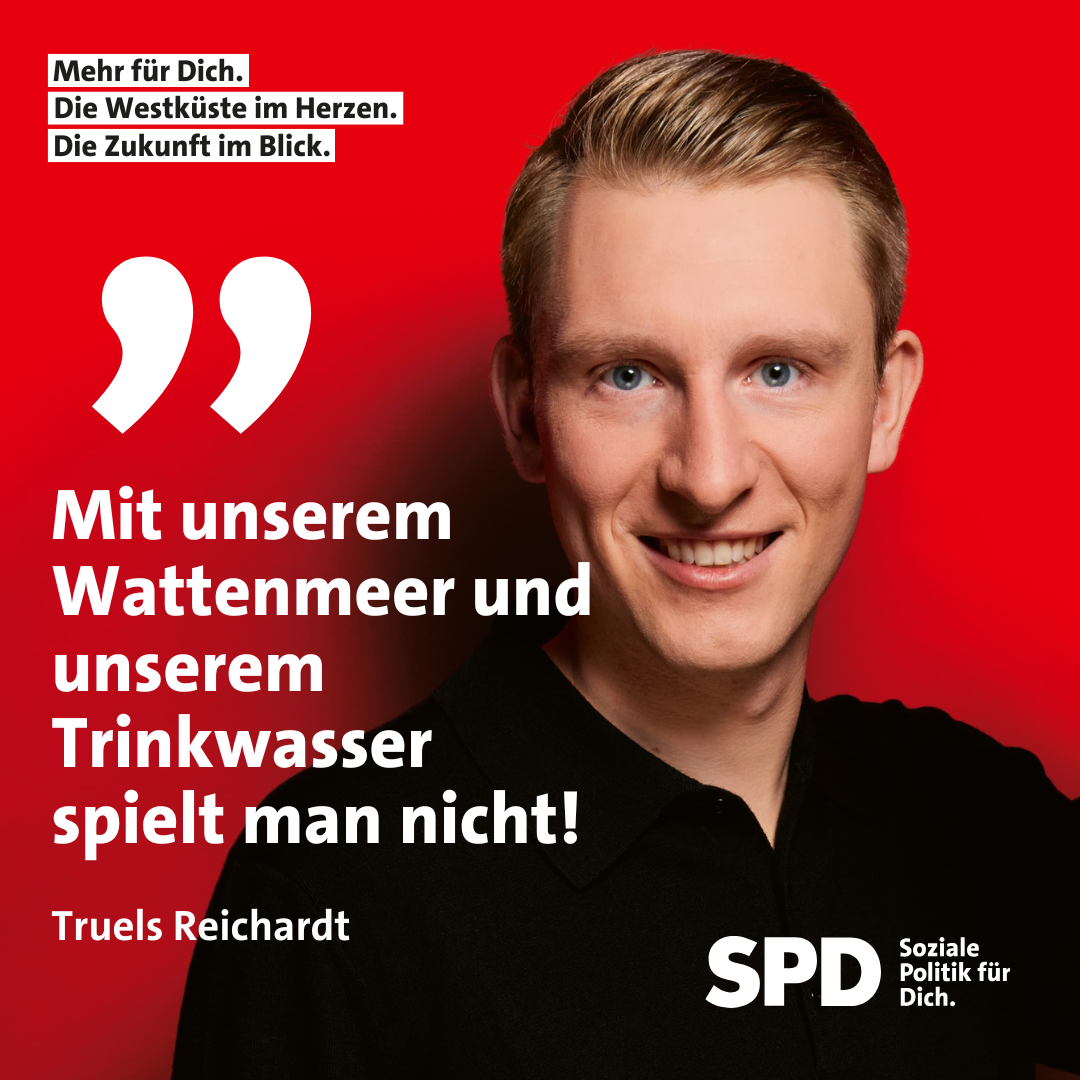 Mehr für Dich.
Die Westküste im Herzen.
Die Zukunft im Blick.
”
Mit unserem
Wattenmeer und
unserem
Trinkwasser
spielt man nicht!
Truels Reichardt
SPD
Soziale
Politik für
Dich.